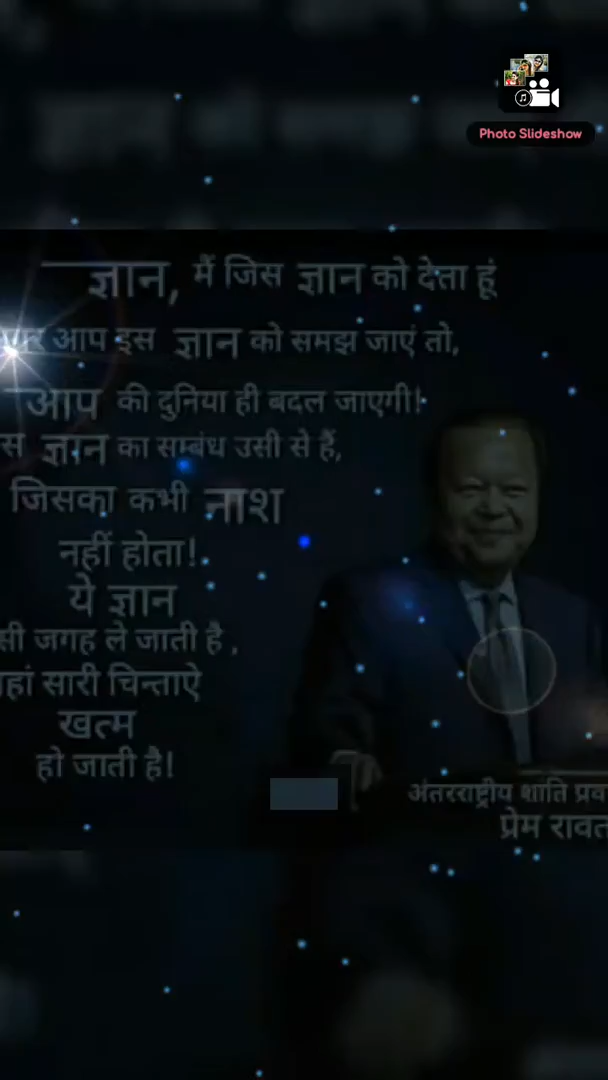 Photo Slideshow
ज्ञान, मैं जिस ज्ञान को देता हूं
आप इस ज्ञान को समझ जाएं तो,
आप की दुनिया ही बदल जाएगी!
ज्ञान का सम्बंध उसी से हैं,
जिसका कभी नाश
नहीं होता!
ये ज्ञान
जगह ले जाती है ,
सारी चिन्ताऐ
खत्म
हो जाती है!
अंतरराष्ट्रीय शांति
प्रेम रावत